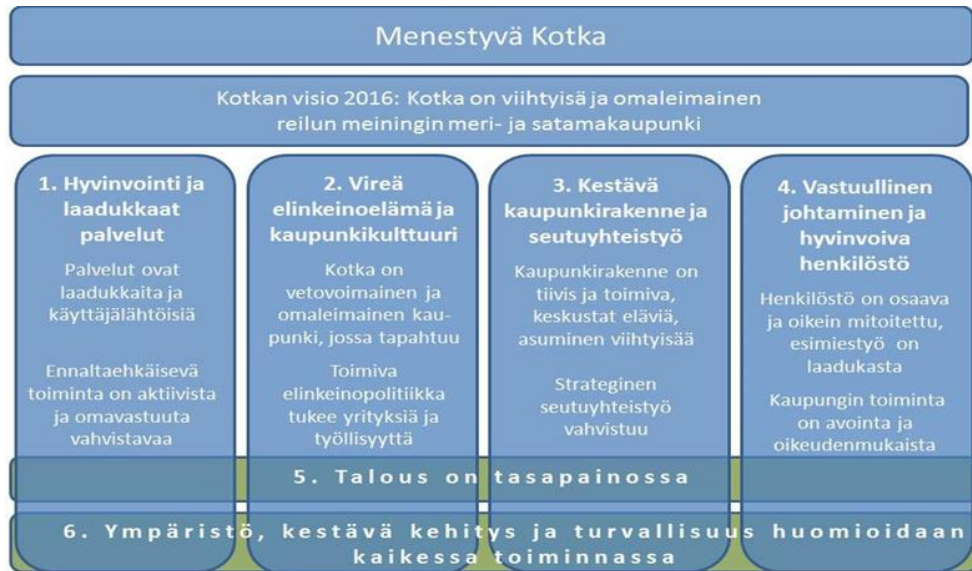 Menestyvä Kotka
Kotkan visio 2016: Kotka on viihtyisä ja omaleimainen
reilun meiningin meri- ja satamakaupunki
1. Hyvinvointi ja
laadukkaat
palvelut
Palvelut ovat
laadukkaita ja
käyttäjälähtöisiä
Ennaltaehkäisevä
toiminta on aktiivista
ja omavastuuta
vahvistavaa
2. Vireä
elinkeinoelämä ja
kaupunkikulttuuri
Kotka on
vetovoimainen ja
omaleimainen kau-
punki, jossa tapahtuu
Toimiva
elinkeinopolitiikka
tukee yrityksiä ja
työllisyyttä
3. Kestävä
kaupunkirakenne ja
seutuyhteistyö
Kaupunkirakenne on
tiivis ja toimiva,
keskustat eläviä,
asuminen viihtyisää
Strateginen
seutuyhteistyö
vahvistuu
4. Vastuullinen
johtaminen ja
hyvinvoiva
henkilöstö
Henkilöstö on osaava
ja oikein mitoitettu,
esimiestyö on
laadukasta
Kaupungin toiminta
on avointa ja
oikeudenmukaista
5. Talous on tasapainossa
6. Ympäristö, kestävä kehitys ja turvallisuus huomioidaan
kaikessa toiminnassa